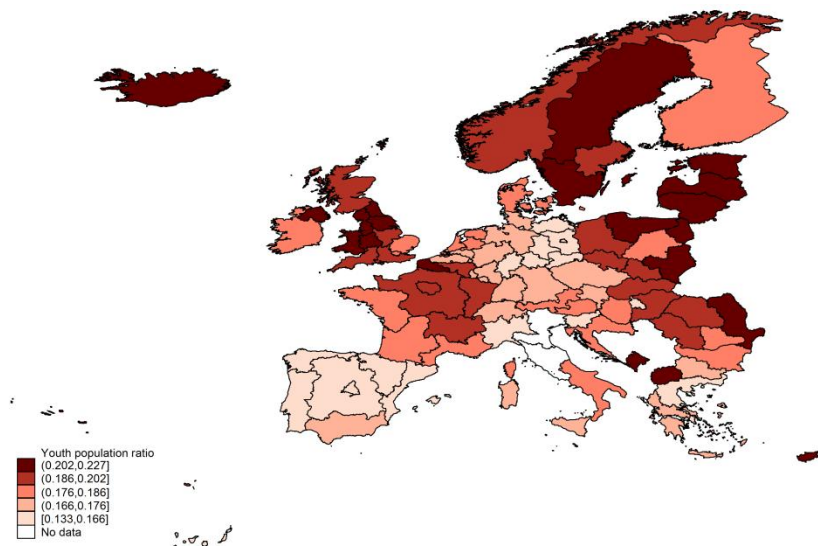 Youth population ratio
(0.202,0.227]
(0.186,0.202]
(0.176,0.186]
(0.166,0.176]
[0.133,0.166]
No data